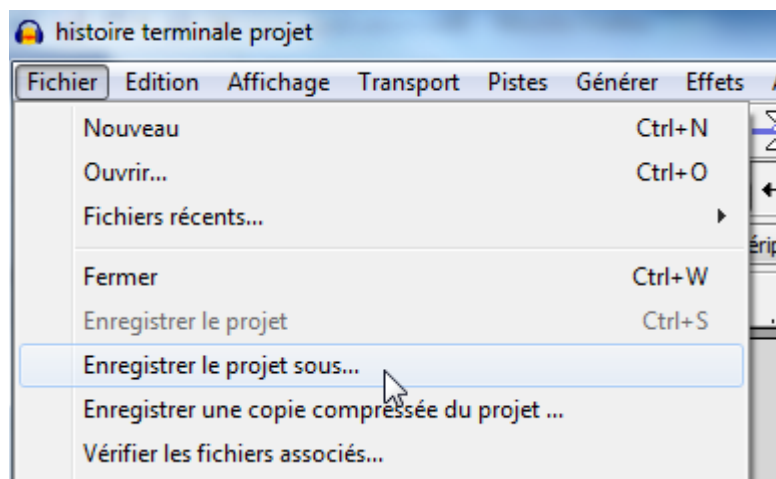 histoire terminale projet
Fichier Edition Affichage Transport Pistes Générer Effets
Nouveau Ctrl+N
Ouvrir... Ctrl+O
Fichiers récents...
Fermer Ctrl+W
Enregistrer le projet Ctrl+S
Enregistrer le projet sous...
Enregistrer une copie compressée du projet ...
Vérifier les fichiers associés...